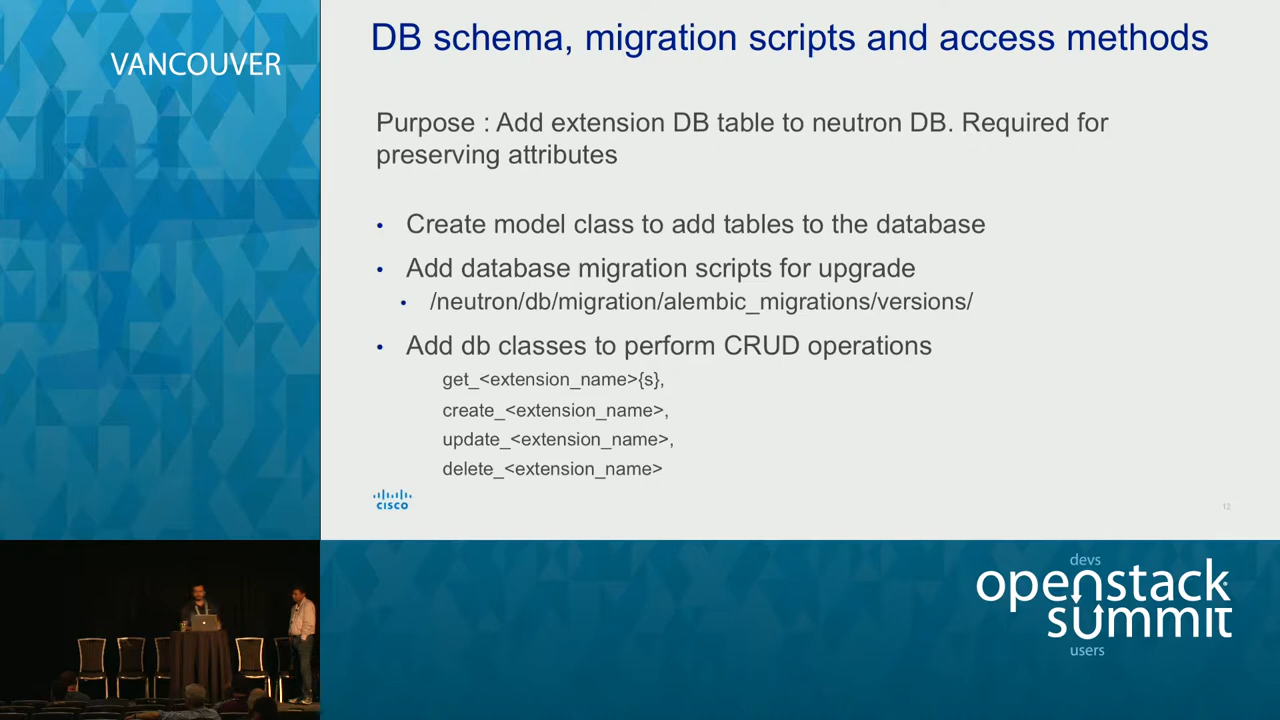 VANCOUVER
DB schema, migration scripts and access methods
Purpose : Add extension DB table to neutron DB. Required for
preserving attributes
• Create model class to add tables to the database
• Add database migration scripts for upgrade
• /neutron/db/migration/alembic_migrations/versions/
• Add db classes to perform CRUD operations
get_<extension_name>{s},
create_<extension_name>,
update_<extension_name>,
delete_<extension_name>
CISCO
12
devs
openstack
summit
users